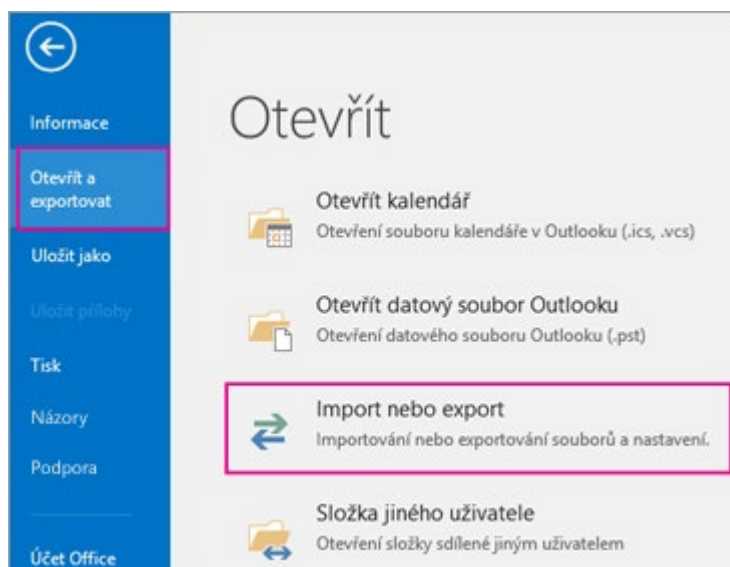 Informace
Otevřít a
exportovat
Uložit jako
Uložit přílohy
Tisk
Názory
Podpora
Účet Office
Otevřít
Otevřít kalendář
Otevření souboru kalendáře v Outlooku (.ics, .vcs)
Otevřít datový soubor Outlooku
Otevření datového souboru Outlooku (.pst)
Import nebo export
Importování nebo exportování souborů a nastavení.
Složka jiného uživatele
Otevření složky sdílené jiným uživatelem